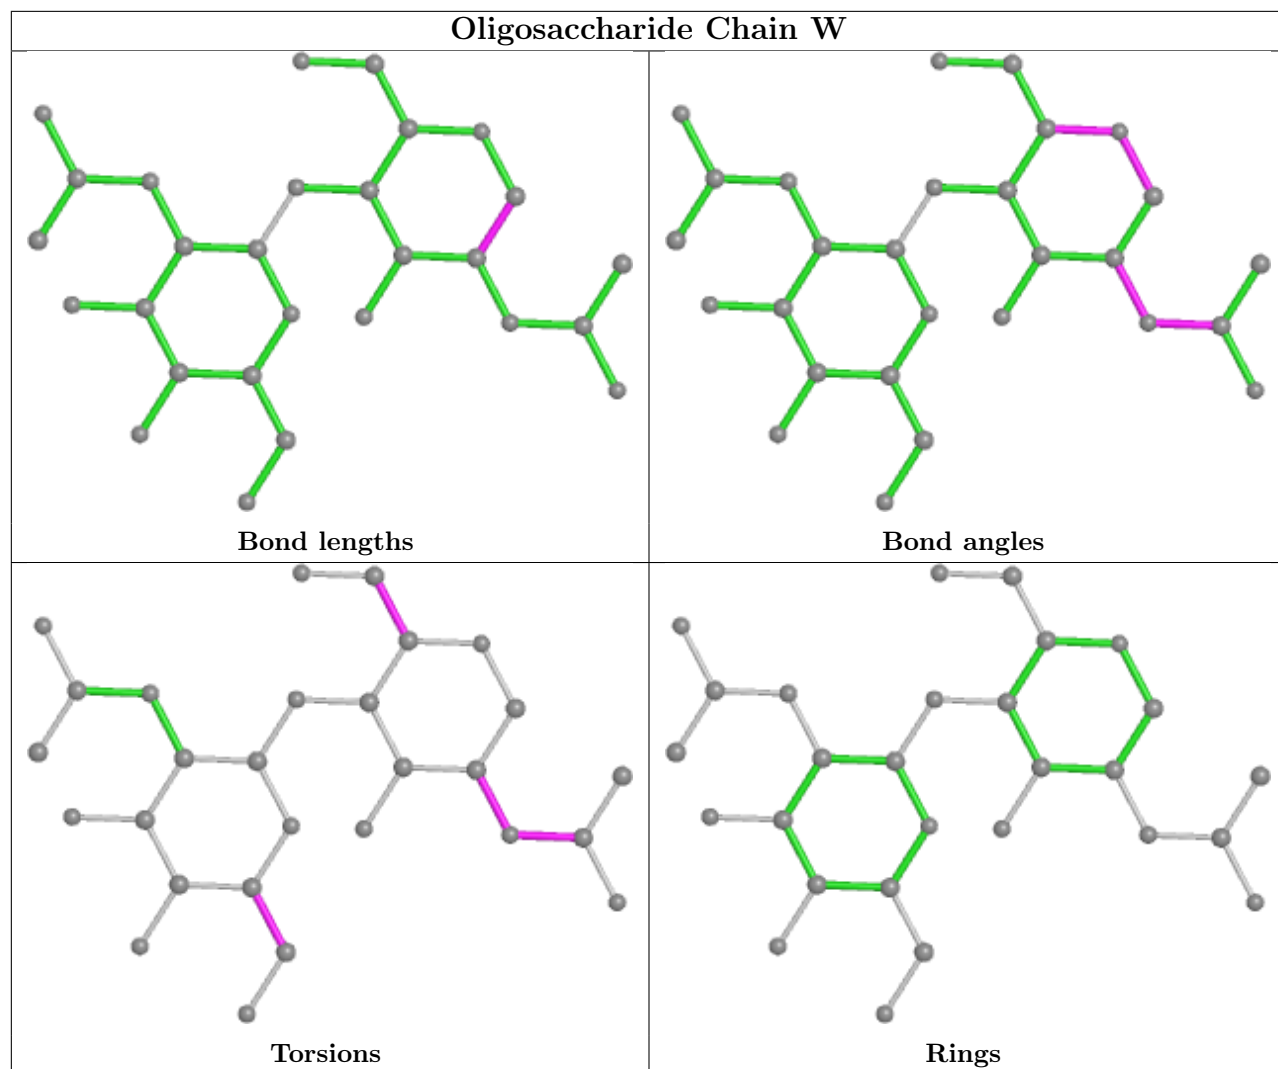 Oligosaccharide Chain W
Bond lengths
Bond angles
Torsions
Rings